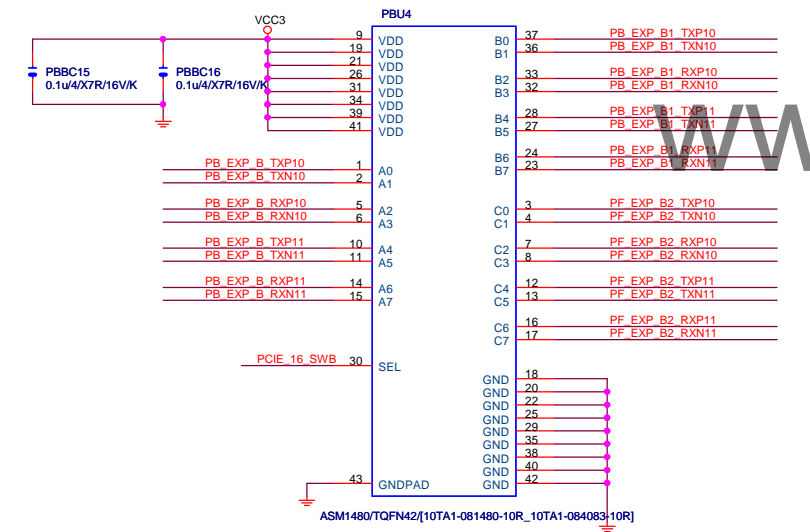 PBU4
VCC3
9 VDD
19 VDD
21 VDD
26 VDD
31 VDD
34 VDD
39 VDD
41 VDD
PBBC15
0.1u/4/X7R/16V/K
PBBC16
0.1u/4/X7R/16V/K
PB_EXP_B_TXP10 1 A0
PB_EXP_B_TXN10 2 A1
PB_EXP_B_RXP10 5 A2
PB_EXP_B_RXN10 6 A3
PB_EXP_B_TXP11 10 A4
PB_EXP_B_TXN11 11 A5
PB_EXP_B_RXP11 14 A6
PB_EXP_B_RXN11 15 A7
PCIE_16_SWB 30 SEL
43 GNDPAD
B0 37 PB_EXP_B1_TXP10
B1 36 PB_EXP_B1_TXN10
B2 33 PB_EXP_B1_RXP10
B3 32 PB_EXP_B1_RXN10
B4 28 PB_EXP_B1_TXP11
B5 27 PB_EXP_B1_TXN11
B6 24 PB_EXP_B1_RXP11
B7 23 PB_EXP_B1_RXN11
C0 3 PF_EXP_B2_TXP10
C1 4 PF_EXP_B2_TXN10
C2 7 PF_EXP_B2_RXP10
C3 8 PF_EXP_B2_RXN10
C4 12 PF_EXP_B2_TXP11
C5 13 PF_EXP_B2_TXN11
C6 16 PF_EXP_B2_RXP11
C7 17 PF_EXP_B2_RXN11
GND 18
GND 20
GND 22
GND 25
GND 29
GND 35
GND 38
GND 40
GND 42
ASM1480/TQFN42/[10TA1-081480-10R_10TA1-084083-10R]